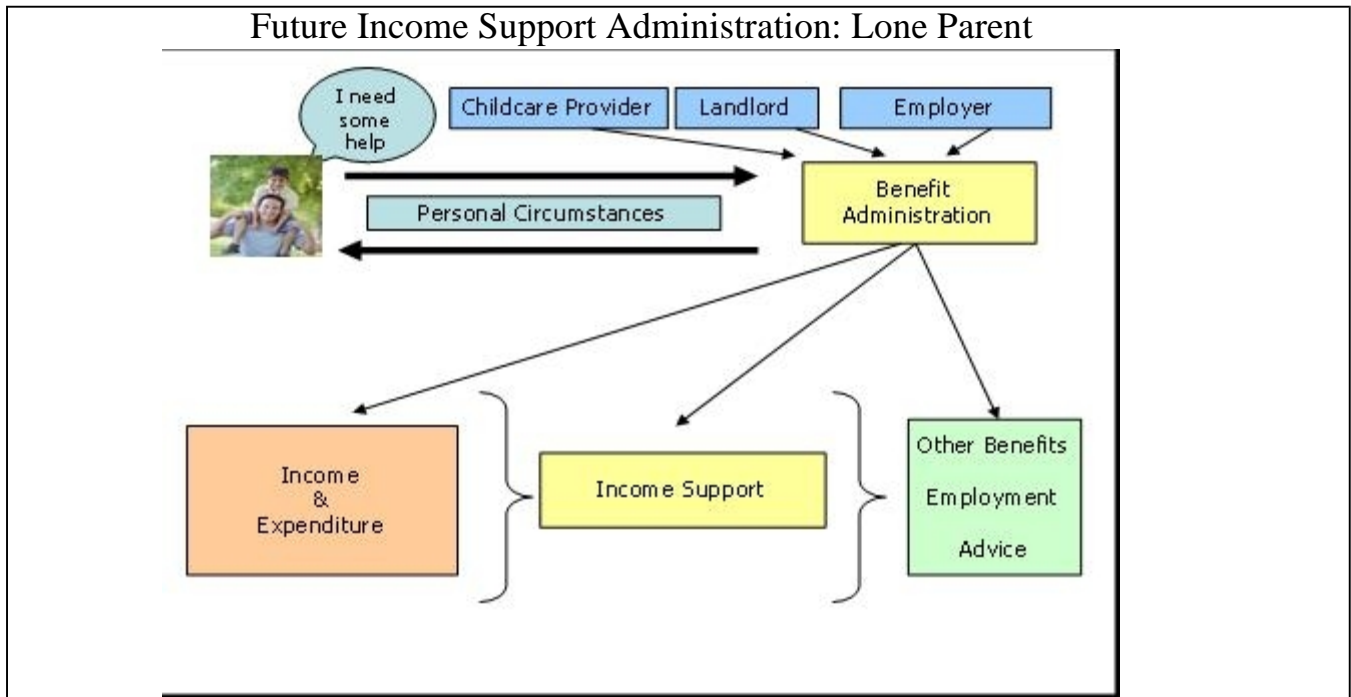 Future Income Support Administration: Lone Parent
I need
some
help
Childcare Provider
Landlord
Employer
Personal Circumstances
Benefit
Administration
Income
&
Expenditure
Income Support
Other Benefits
Employment
Advice